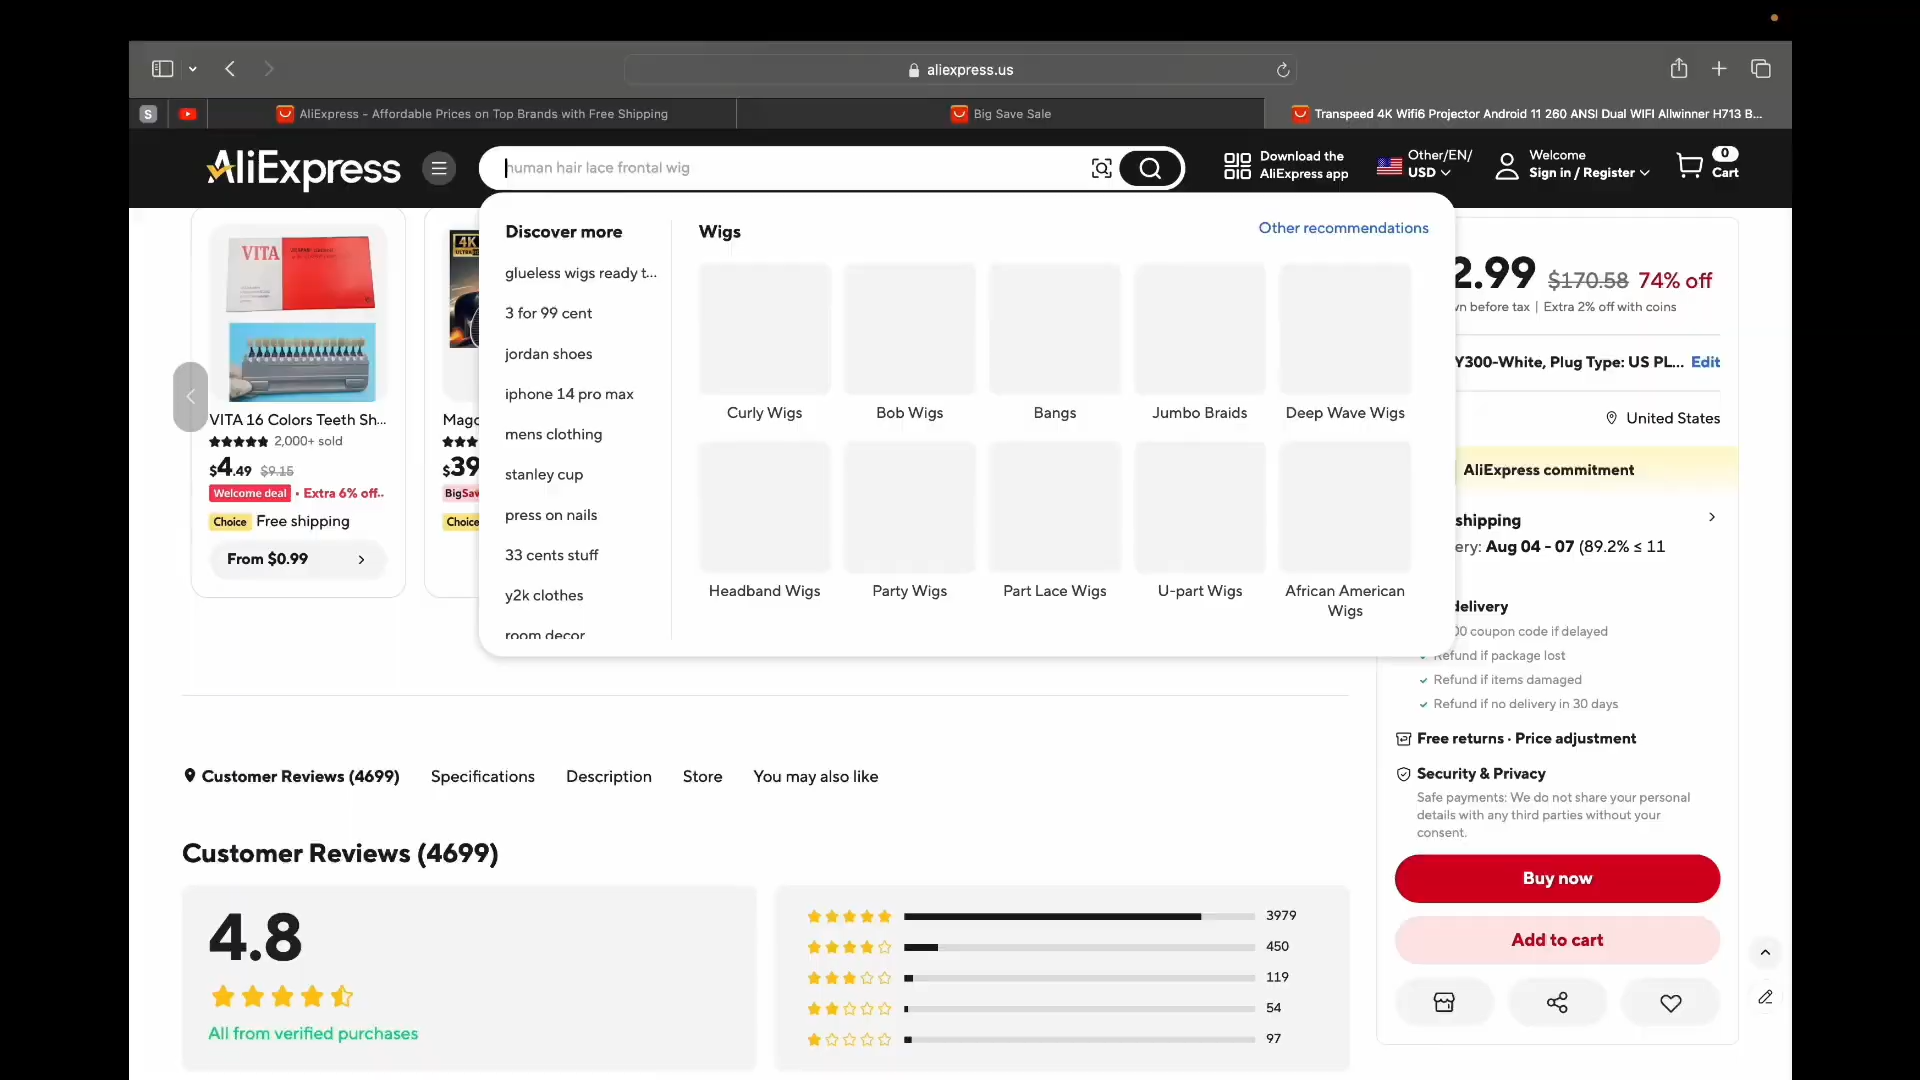 aliexpress.us
S
AliExpress - Affordable Prices on Top Brands with Free Shipping
Big Save Sale
Transpeed 4K Wifi6 Projector Android 11 260 ANSI Dual WIFI Allwinner H713 B...
AliExpress
human hair lace frontal wig
Download the
AliExpress app
Other/EN/
USD
Welcome
Sign in / Register
0
Cart
Discover more
glueless wigs ready t...
3 for 99 cent
jordan shoes
iphone 14 pro max
mens clothing
stanley cup
press on nails
33 cents stuff
y2k clothes
room decor
Wigs
Other recommendations
Curly Wigs
Bob Wigs
Bangs
Jumbo Braids
Deep Wave Wigs
Headband Wigs
Party Wigs
Part Lace Wigs
U-part Wigs
African American
Wigs
VITA
VITA 16 Colors Teeth Sh...
2,000+ sold
$4.49 $9.15
Welcome deal · Extra 6% off..
Choice Free shipping
From $0.99
4K
Magc
$39
BigSav
Choice
2.99 $170.58 74% off
wn before tax | Extra 2% off with coins
Y300-White, Plug Type: US PL... Edit
United States
AliExpress commitment
shipping
ery: Aug 04 - 07 (89.2% ≤ 11
delivery
00 coupon code if delayed
Refund if package lost
Refund if items damaged
Refund if no delivery in 30 days
Free returns · Price adjustment
Security & Privacy
Safe payments: We do not share your personal
details with any third parties without your
consent.
Buy now
Add to cart
Customer Reviews (4699)
Specifications
Description
Store
You may also like
Customer Reviews (4699)
4.8
All from verified purchases
3979
450
119
54
97